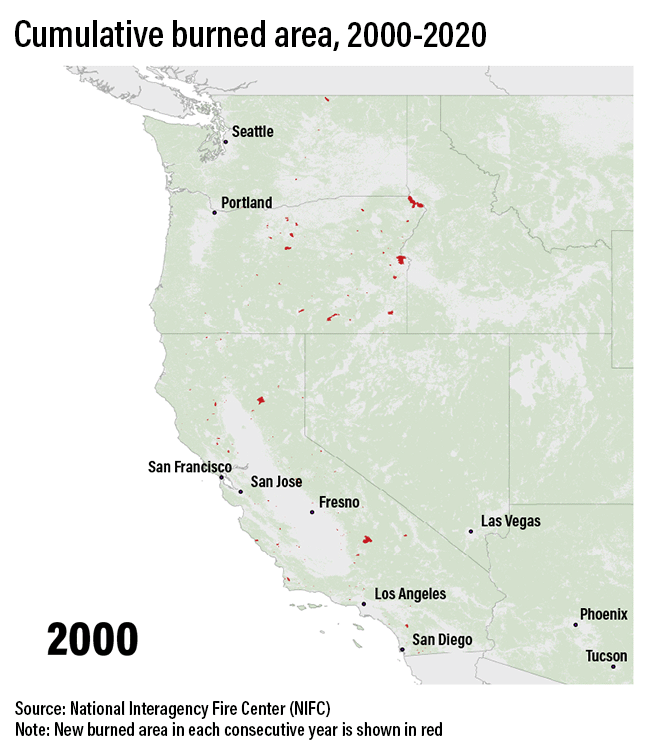 Cumulative burned area, 2000-2020
Seattle
Portland
San Francisco
San Jose
Fresno
Las Vegas
Los Angeles
Phoenix
San Diego
Tucson
2000
Source: National Interagency Fire Center (NIFC)
Note: New burned area in each consecutive year is shown in red